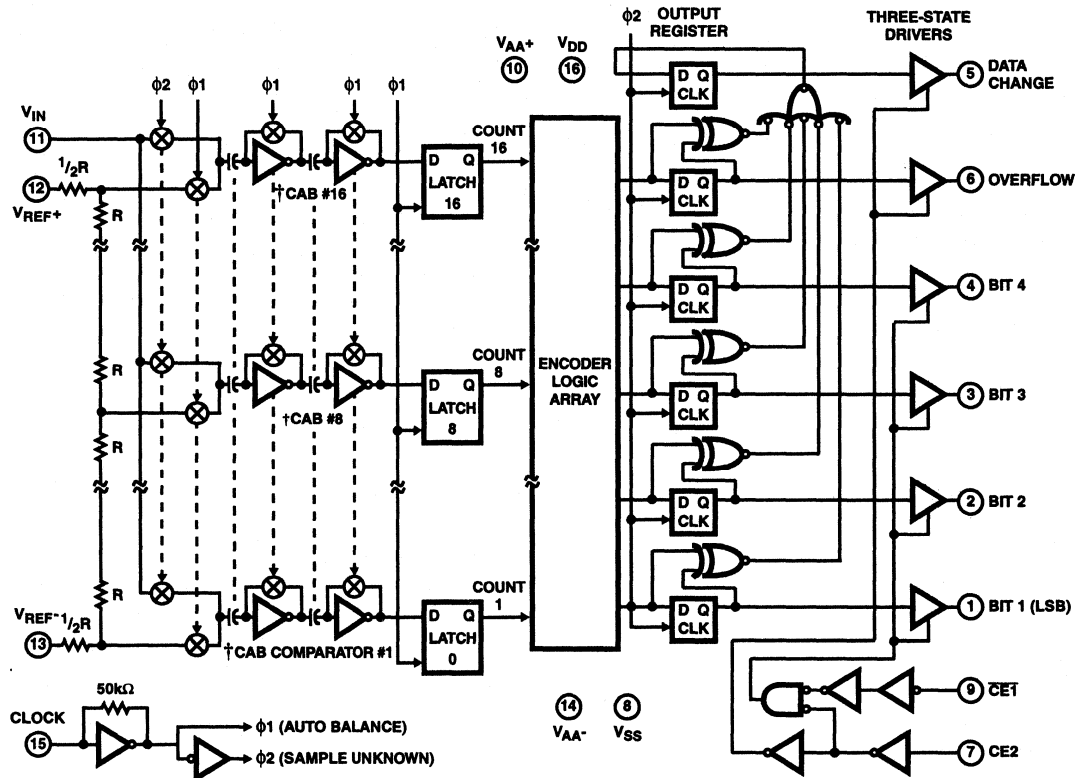 ϕ2 OUTPUT REGISTER
THREE-STATE DRIVERS
VAA+
10
VDD
16
D Q
CLK
5
DATA CHANGE
ϕ2
ϕ1
ϕ1
ϕ1
ϕ1
VIN
11
COUNT 16
1/2R
12
VREF+
R
†CAB #16
D Q
LATCH
16
D Q
CLK
6
OVERFLOW
D Q
CLK
4
BIT 4
R
COUNT 8
†CAB #8
D Q
LATCH
8
ENCODER
LOGIC
ARRAY
D Q
CLK
3
BIT 3
R
D Q
CLK
2
BIT 2
R
COUNT 1
VREF- 1/2R
13
†CAB COMPARATOR #1
D Q
LATCH
0
D Q
CLK
1
BIT 1 (LSB)
50kΩ
CLOCK
15
ϕ1 (AUTO BALANCE)
ϕ2 (SAMPLE UNKNOWN)
14
VAA-
8
VSS
9
CE1
7
CE2